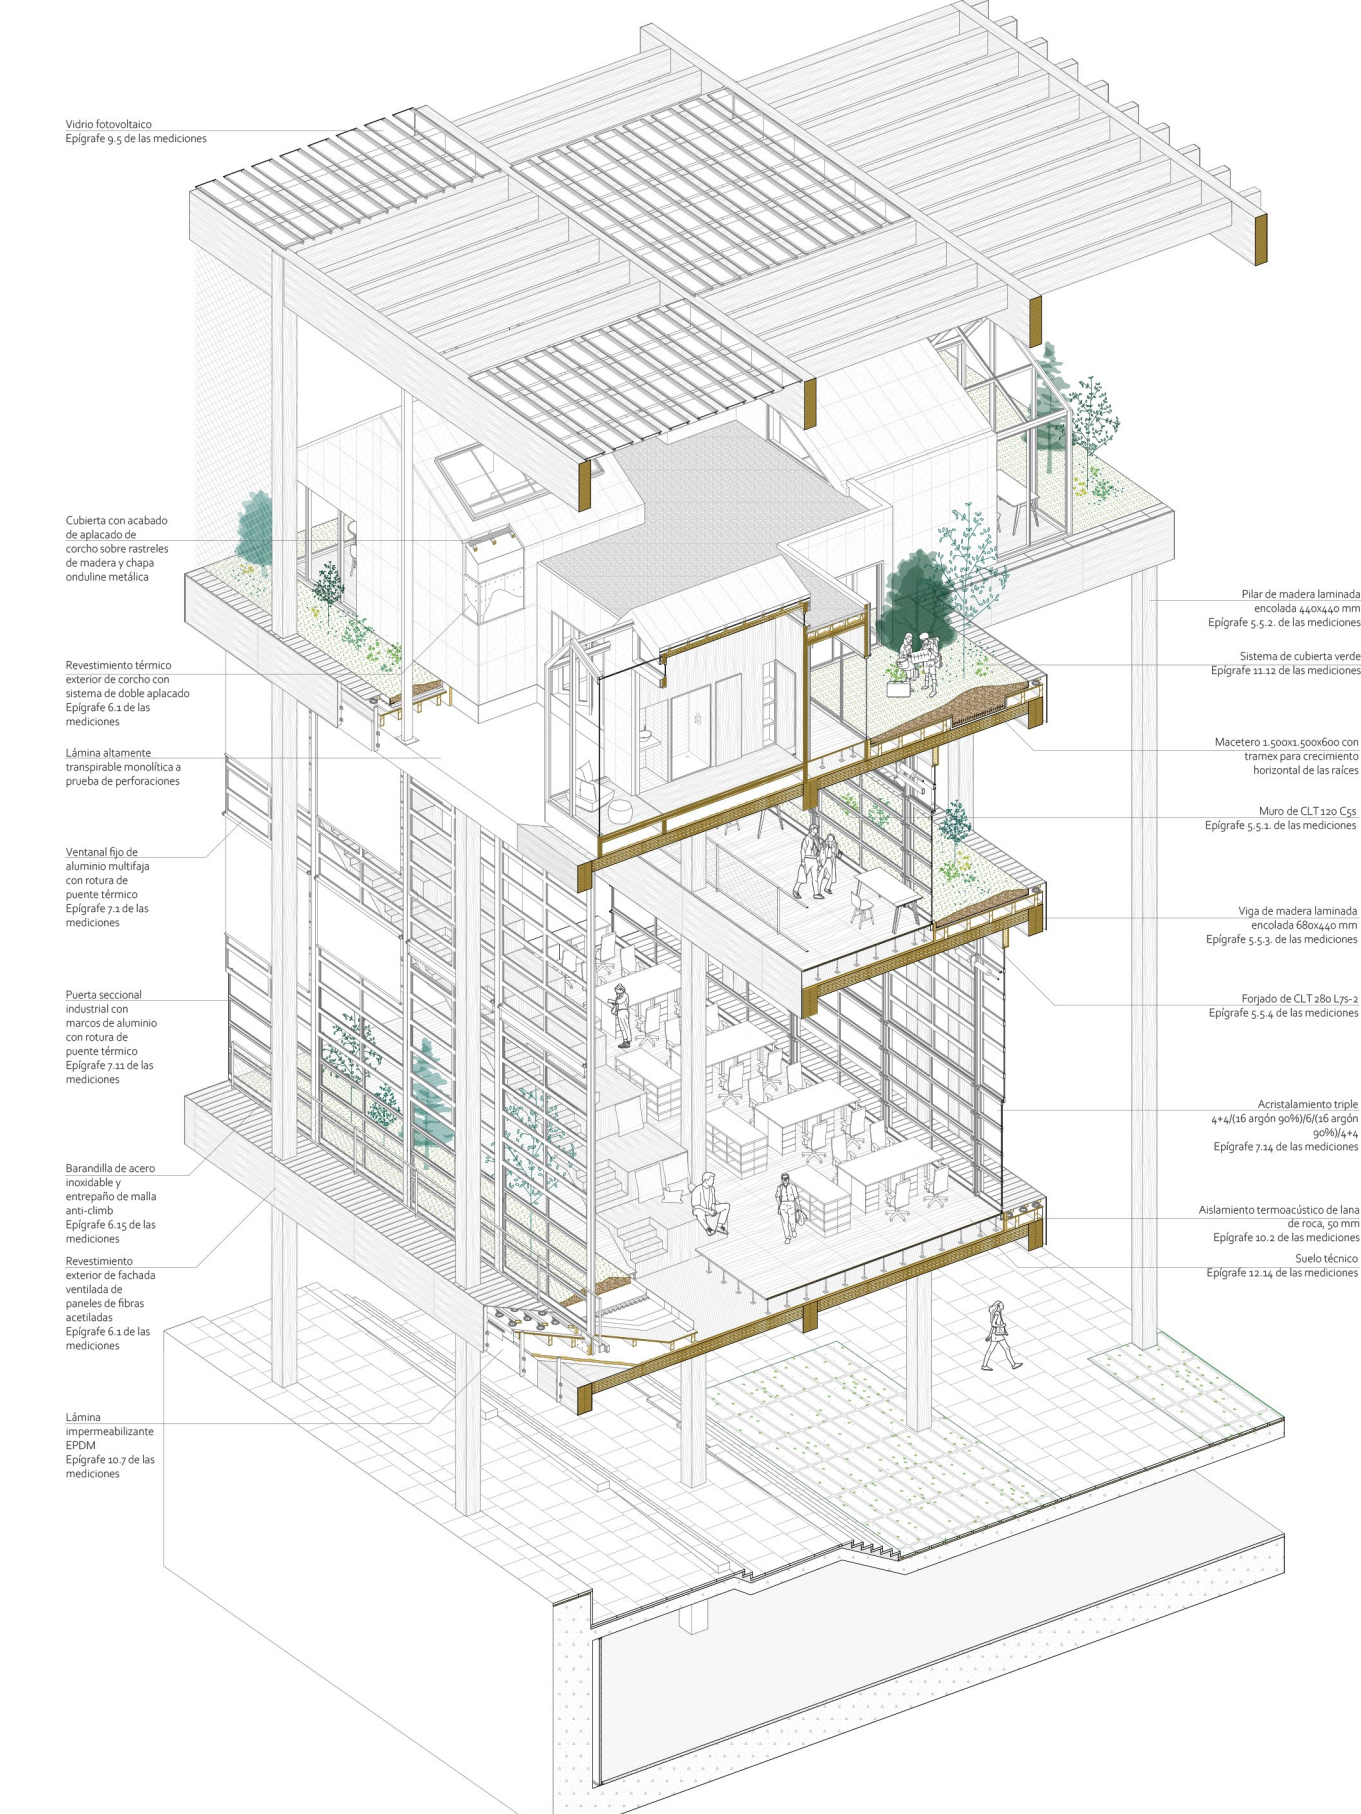 Vidrio fotovoltaico
Epígrafe 9.5 de las mediciones
Cubierta con acabado
de aplacado de
corcho sobre rastreles
de madera y chapa
onduline metálica
Revestimiento térmico
exterior de corcho con
sistema de doble aplacado
Epígrafe 6.1 de las
mediciones
Lámina altamente
transpirable monolítica a
prueba de perforaciones
Ventanal fijo de
aluminio multifaja
con rotura de
puente térmico
Epígrafe 7.1 de las
mediciones
Puerta seccional
industrial con
marcos de aluminio
con rotura de
puente térmico
Epígrafe 7.11 de las
mediciones
Barandilla de acero
inoxidable y
entrepaño de malla
anti-climb
Epígrafe 6.15 de las
mediciones
Revestimiento
exterior de fachada
ventilada de
paneles de fibras
acetiladas
Epígrafe 6.1 de las
mediciones
Lámina
impermeabilizante
EPDM
Epígrafe 10.7 de las
mediciones
Pilar de madera laminada
encolada 440x440 mm
Epígrafe 5.5.2. de las mediciones
Sistema de cubierta verde
Epígrafe 11.12 de las mediciones
Macetero 1.500x1.500x600 con
tramex para crecimiento
horizontal de las raíces
Muro de CLT 120 C5s
Epígrafe 5.5.1. de las mediciones
Viga de madera laminada
encolada 680x440 mm
Epígrafe 5.5.3. de las mediciones
Forjado de CLT 280 L7s-2
Epígrafe 5.5.4 de las mediciones
Acristalamiento triple
4+4/(16 argón 90%)/6/(16 argón
90%)/4+4
Epígrafe 7.14 de las mediciones
Aislamiento termoacústico de lana
de roca, 50 mm
Epígrafe 10.2 de las mediciones
Suelo técnico
Epígrafe 12.14 de las mediciones